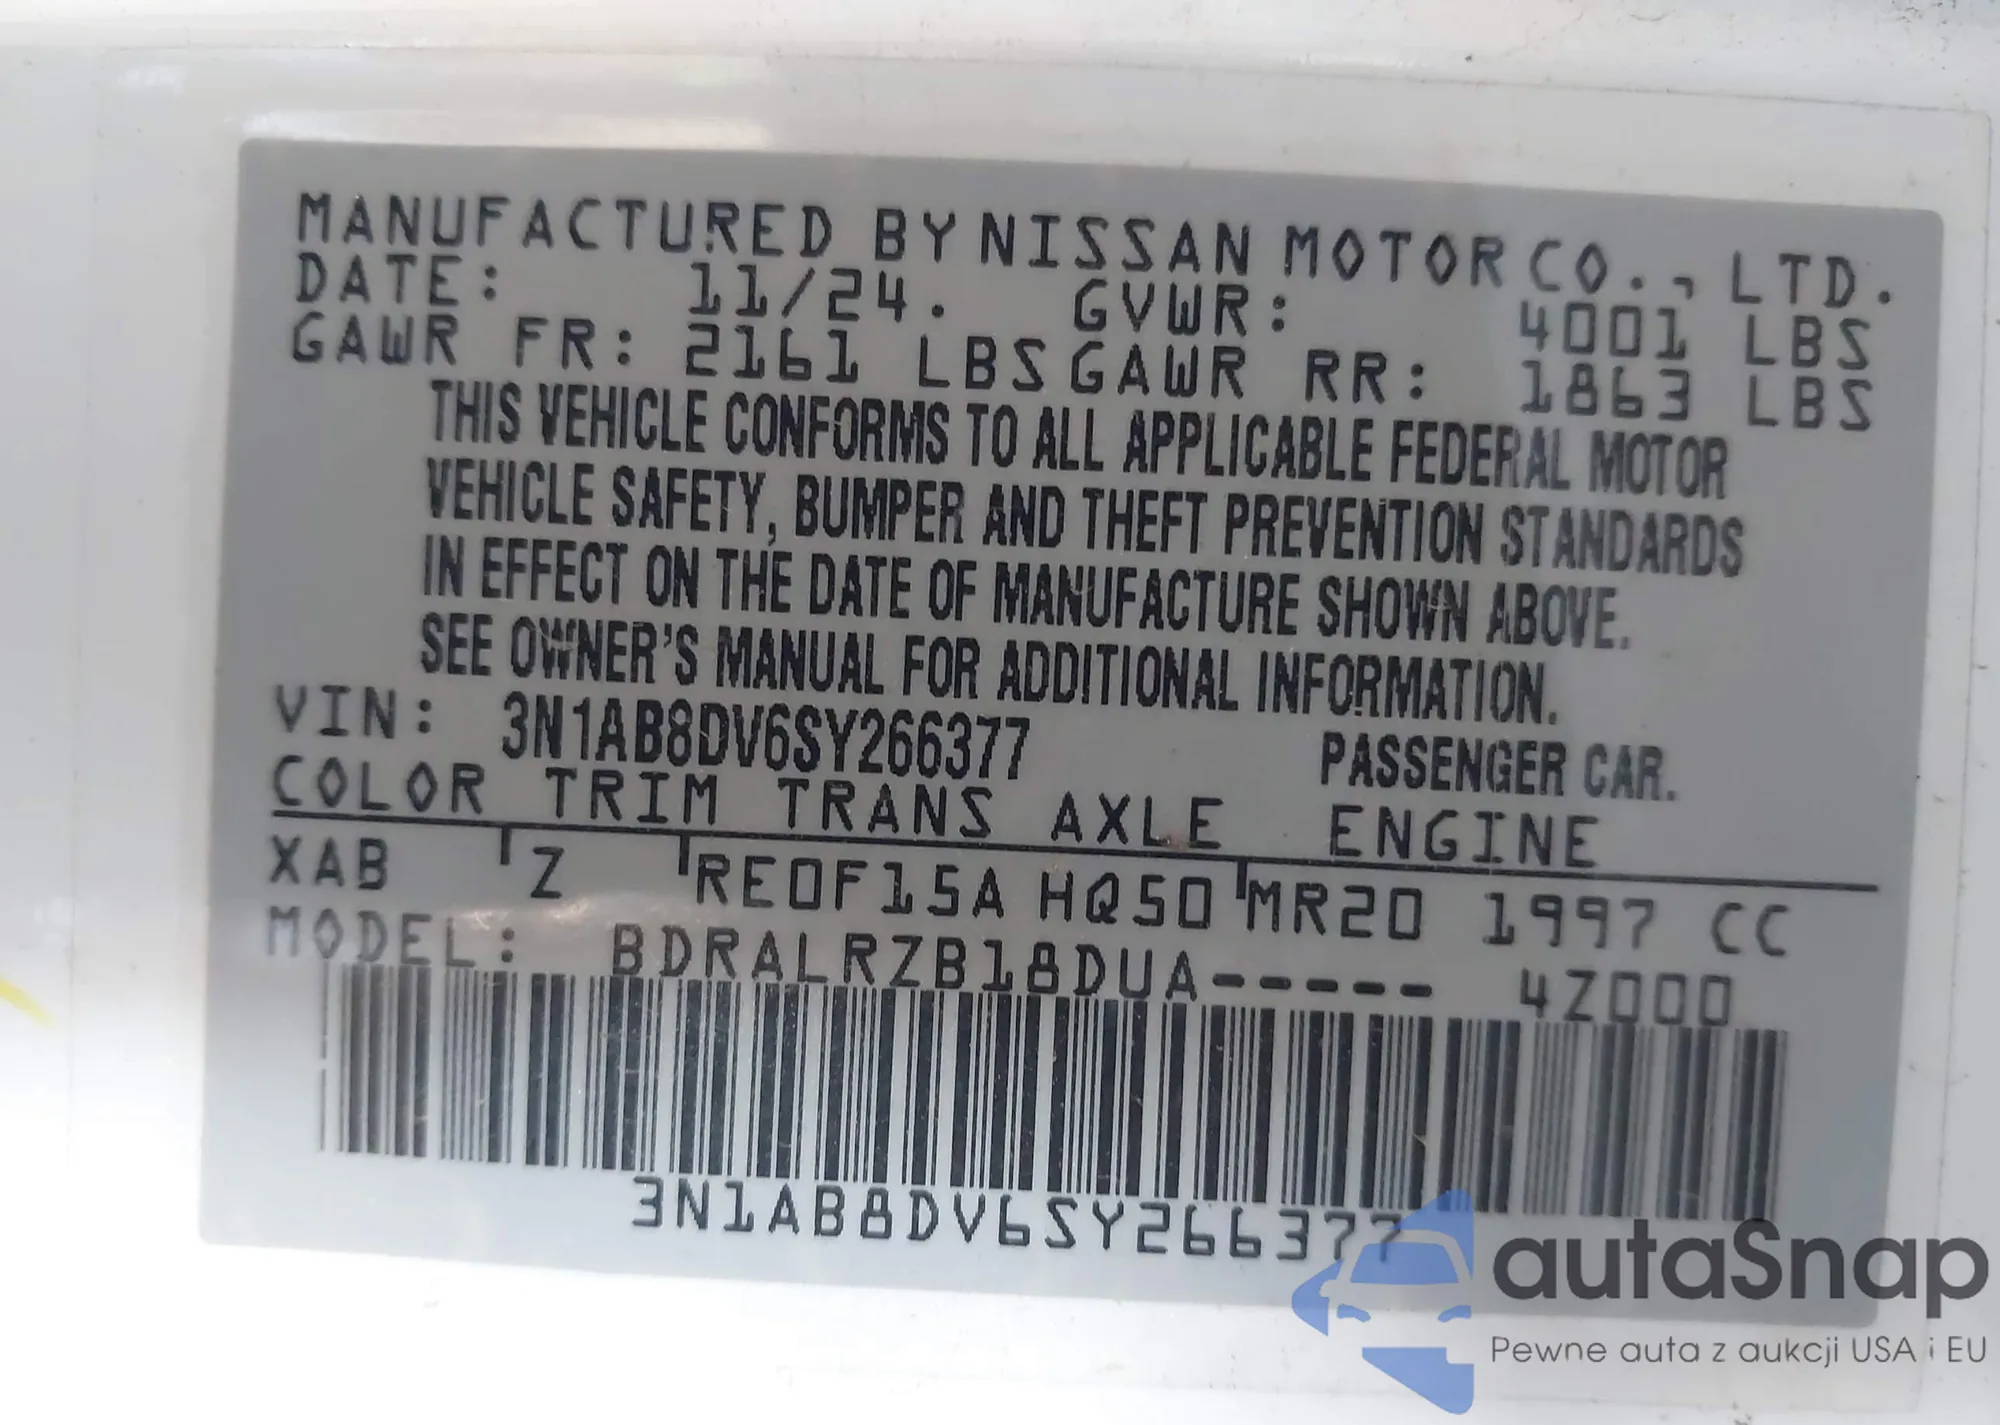 MANUFACTURED BY NISSAN MOTOR CO., LTD.
DATE: 11/24. GVWR: 4001 LBS
GAWR FR: 2161 LBS GAWR RR: 1863 LBS
THIS VEHICLE CONFORMS TO ALL APPLICABLE FEDERAL MOTOR
VEHICLE SAFETY, BUMPER AND THEFT PREVENTION STANDARDS
IN EFFECT ON THE DATE OF MANUFACTURE SHOWN ABOVE.
SEE OWNER'S MANUAL FOR ADDITIONAL INFORMATION.
VIN: 3N1AB8DV6SY266377 PASSENGER CAR.
COLOR TRIM TRANS AXLE ENGINE
XAB Z RE0F15A HQ50 MR20 1997 CC
MODEL: BDRALRZB18DUA----- 4Z000
3N1AB8DV6SY266377
autaSnap
Pewne auta z aukcji USA i EU